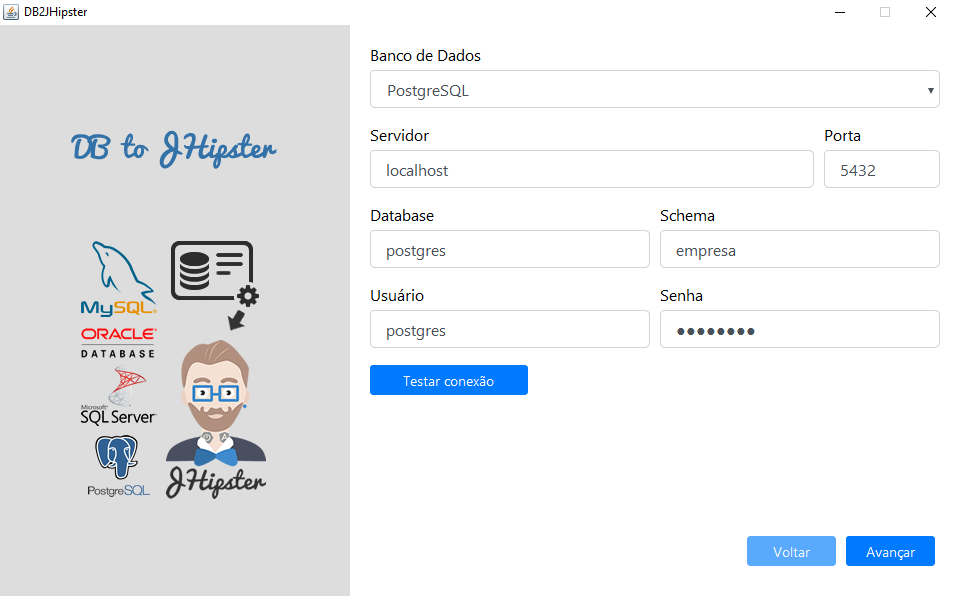 DB2JHipster
DB to JHipster
MySQL®
ORACLE®
DATABASE
Microsoft®
SQL Server®
PostgreSQL
JHipster
Banco de Dados
PostgreSQL
Servidor Porta
localhost 5432
Database Schema
postgres empresa
Usuário Senha
postgres ●●●●●●●●
Testar conexão
Voltar Avançar